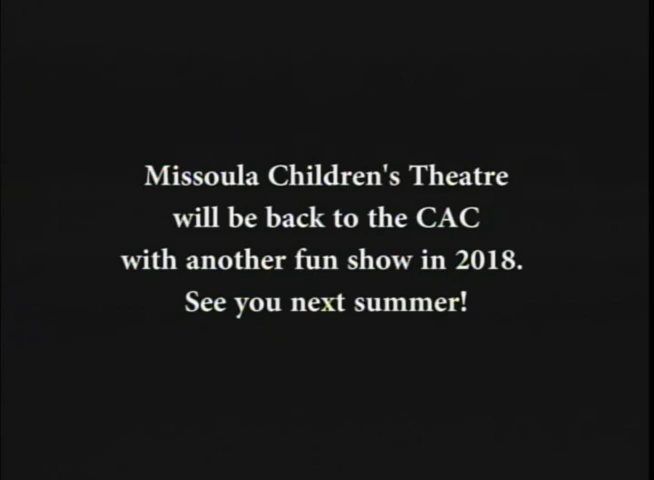 Missoula Children's Theatre
will be back to the CAC
with another fun show in 2018.
See you next summer!